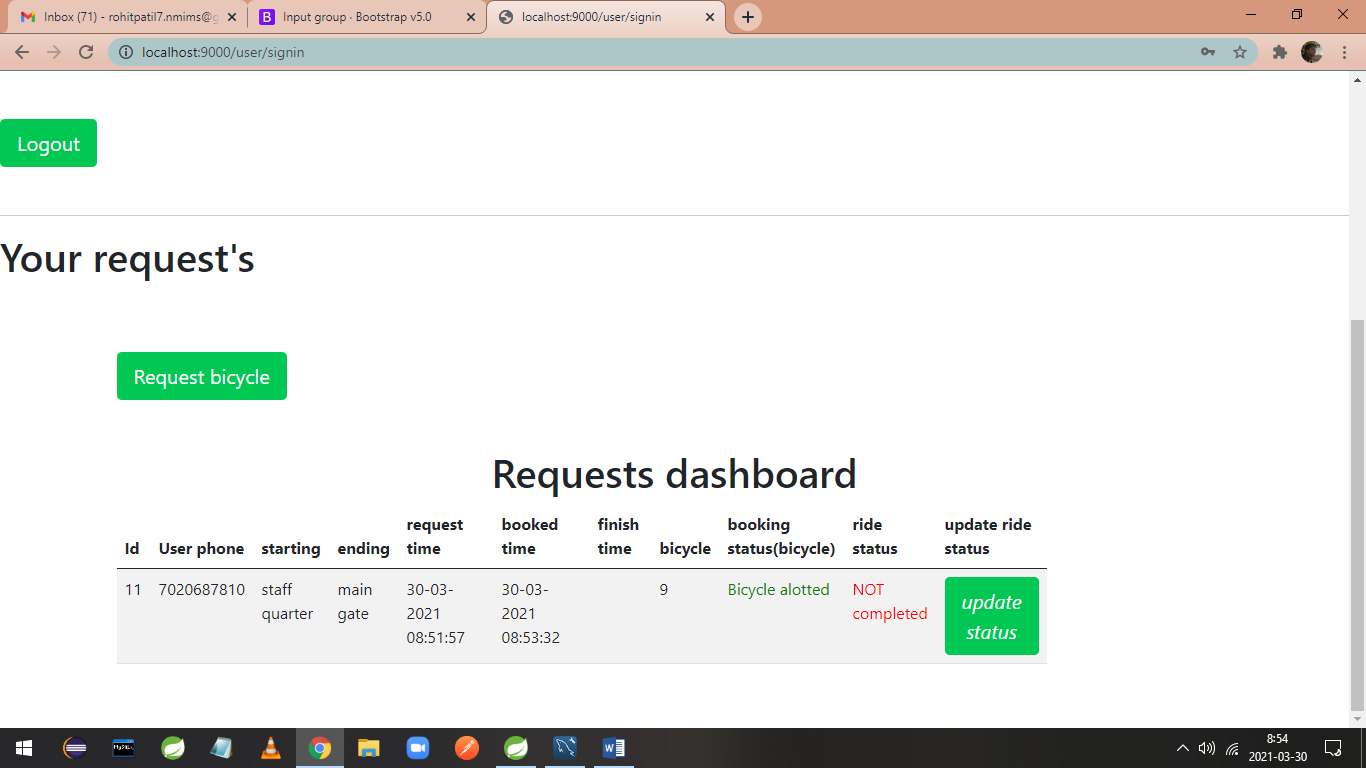 Inbox (71) - rohitpatil7.nmims@g
Input group · Bootstrap v5.0
localhost:9000/user/signin
localhost:9000/user/signin
Logout
Your request's
Request bicycle
Requests dashboard
Id User phone starting ending request time booked time finish time bicycle booking status(bicycle) ride status update ride status
11 7020687810 staff quarter main gate 30-03-2021 08:51:57 30-03-2021 08:53:32 9 Bicycle alotted NOT completed update status
8:54
2021-03-30